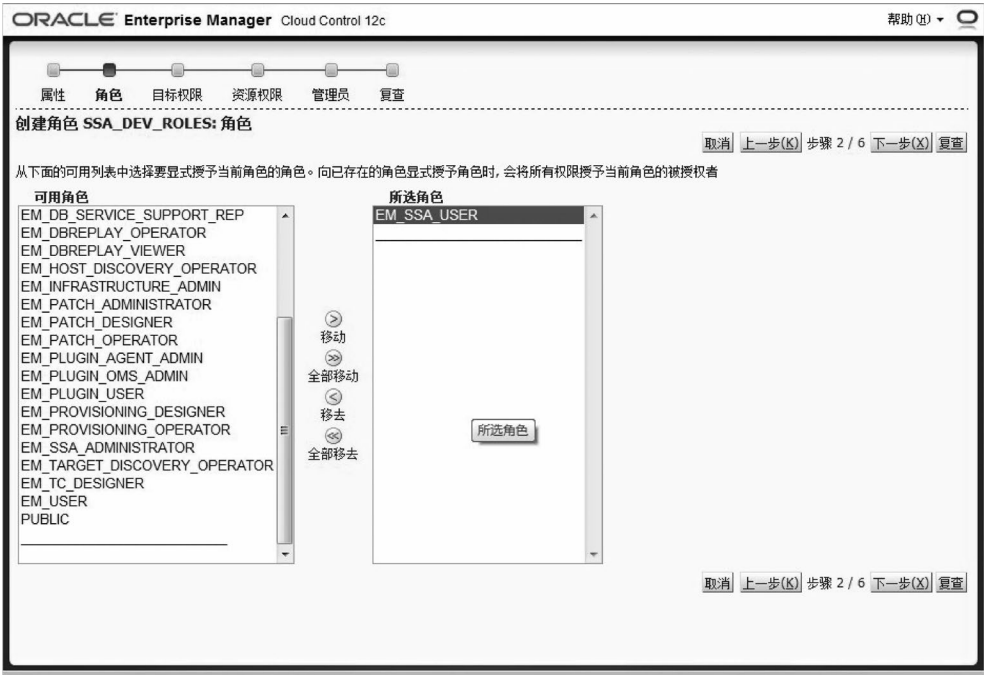 ORACLE Enterprise Manager Cloud Control 12c
帮助(H)
属性 角色 目标权限 资源权限 管理员 复查
创建角色 SSA_DEV_ROLES: 角色
取消 上一步(K) 步骤 2 / 6 下一步(X) 复查
从下面的可用列表中选择要显式授予当前角色的角色。向已存在的角色显式授予角色时, 会将所有权限授予当前角色的被授权者
可用角色
EM_DB_SERVICE_SUPPORT_REP
EM_DBREPLAY_OPERATOR
EM_DBREPLAY_VIEWER
EM_HOST_DISCOVERY_OPERATOR
EM_INFRASTRUCTURE_ADMIN
EM_PATCH_ADMINISTRATOR
EM_PATCH_DESIGNER
EM_PATCH_OPERATOR
EM_PLUGIN_AGENT_ADMIN
EM_PLUGIN_OMS_ADMIN
EM_PLUGIN_USER
EM_PROVISIONING_DESIGNER
EM_PROVISIONING_OPERATOR
EM_SSA_ADMINISTRATOR
EM_TARGET_DISCOVERY_OPERATOR
EM_TC_DESIGNER
EM_USER
PUBLIC
移动
全部移动
移去
全部移去
所选角色
EM_SSA_USER
所选角色
取消 上一步(K) 步骤 2 / 6 下一步(X) 复查